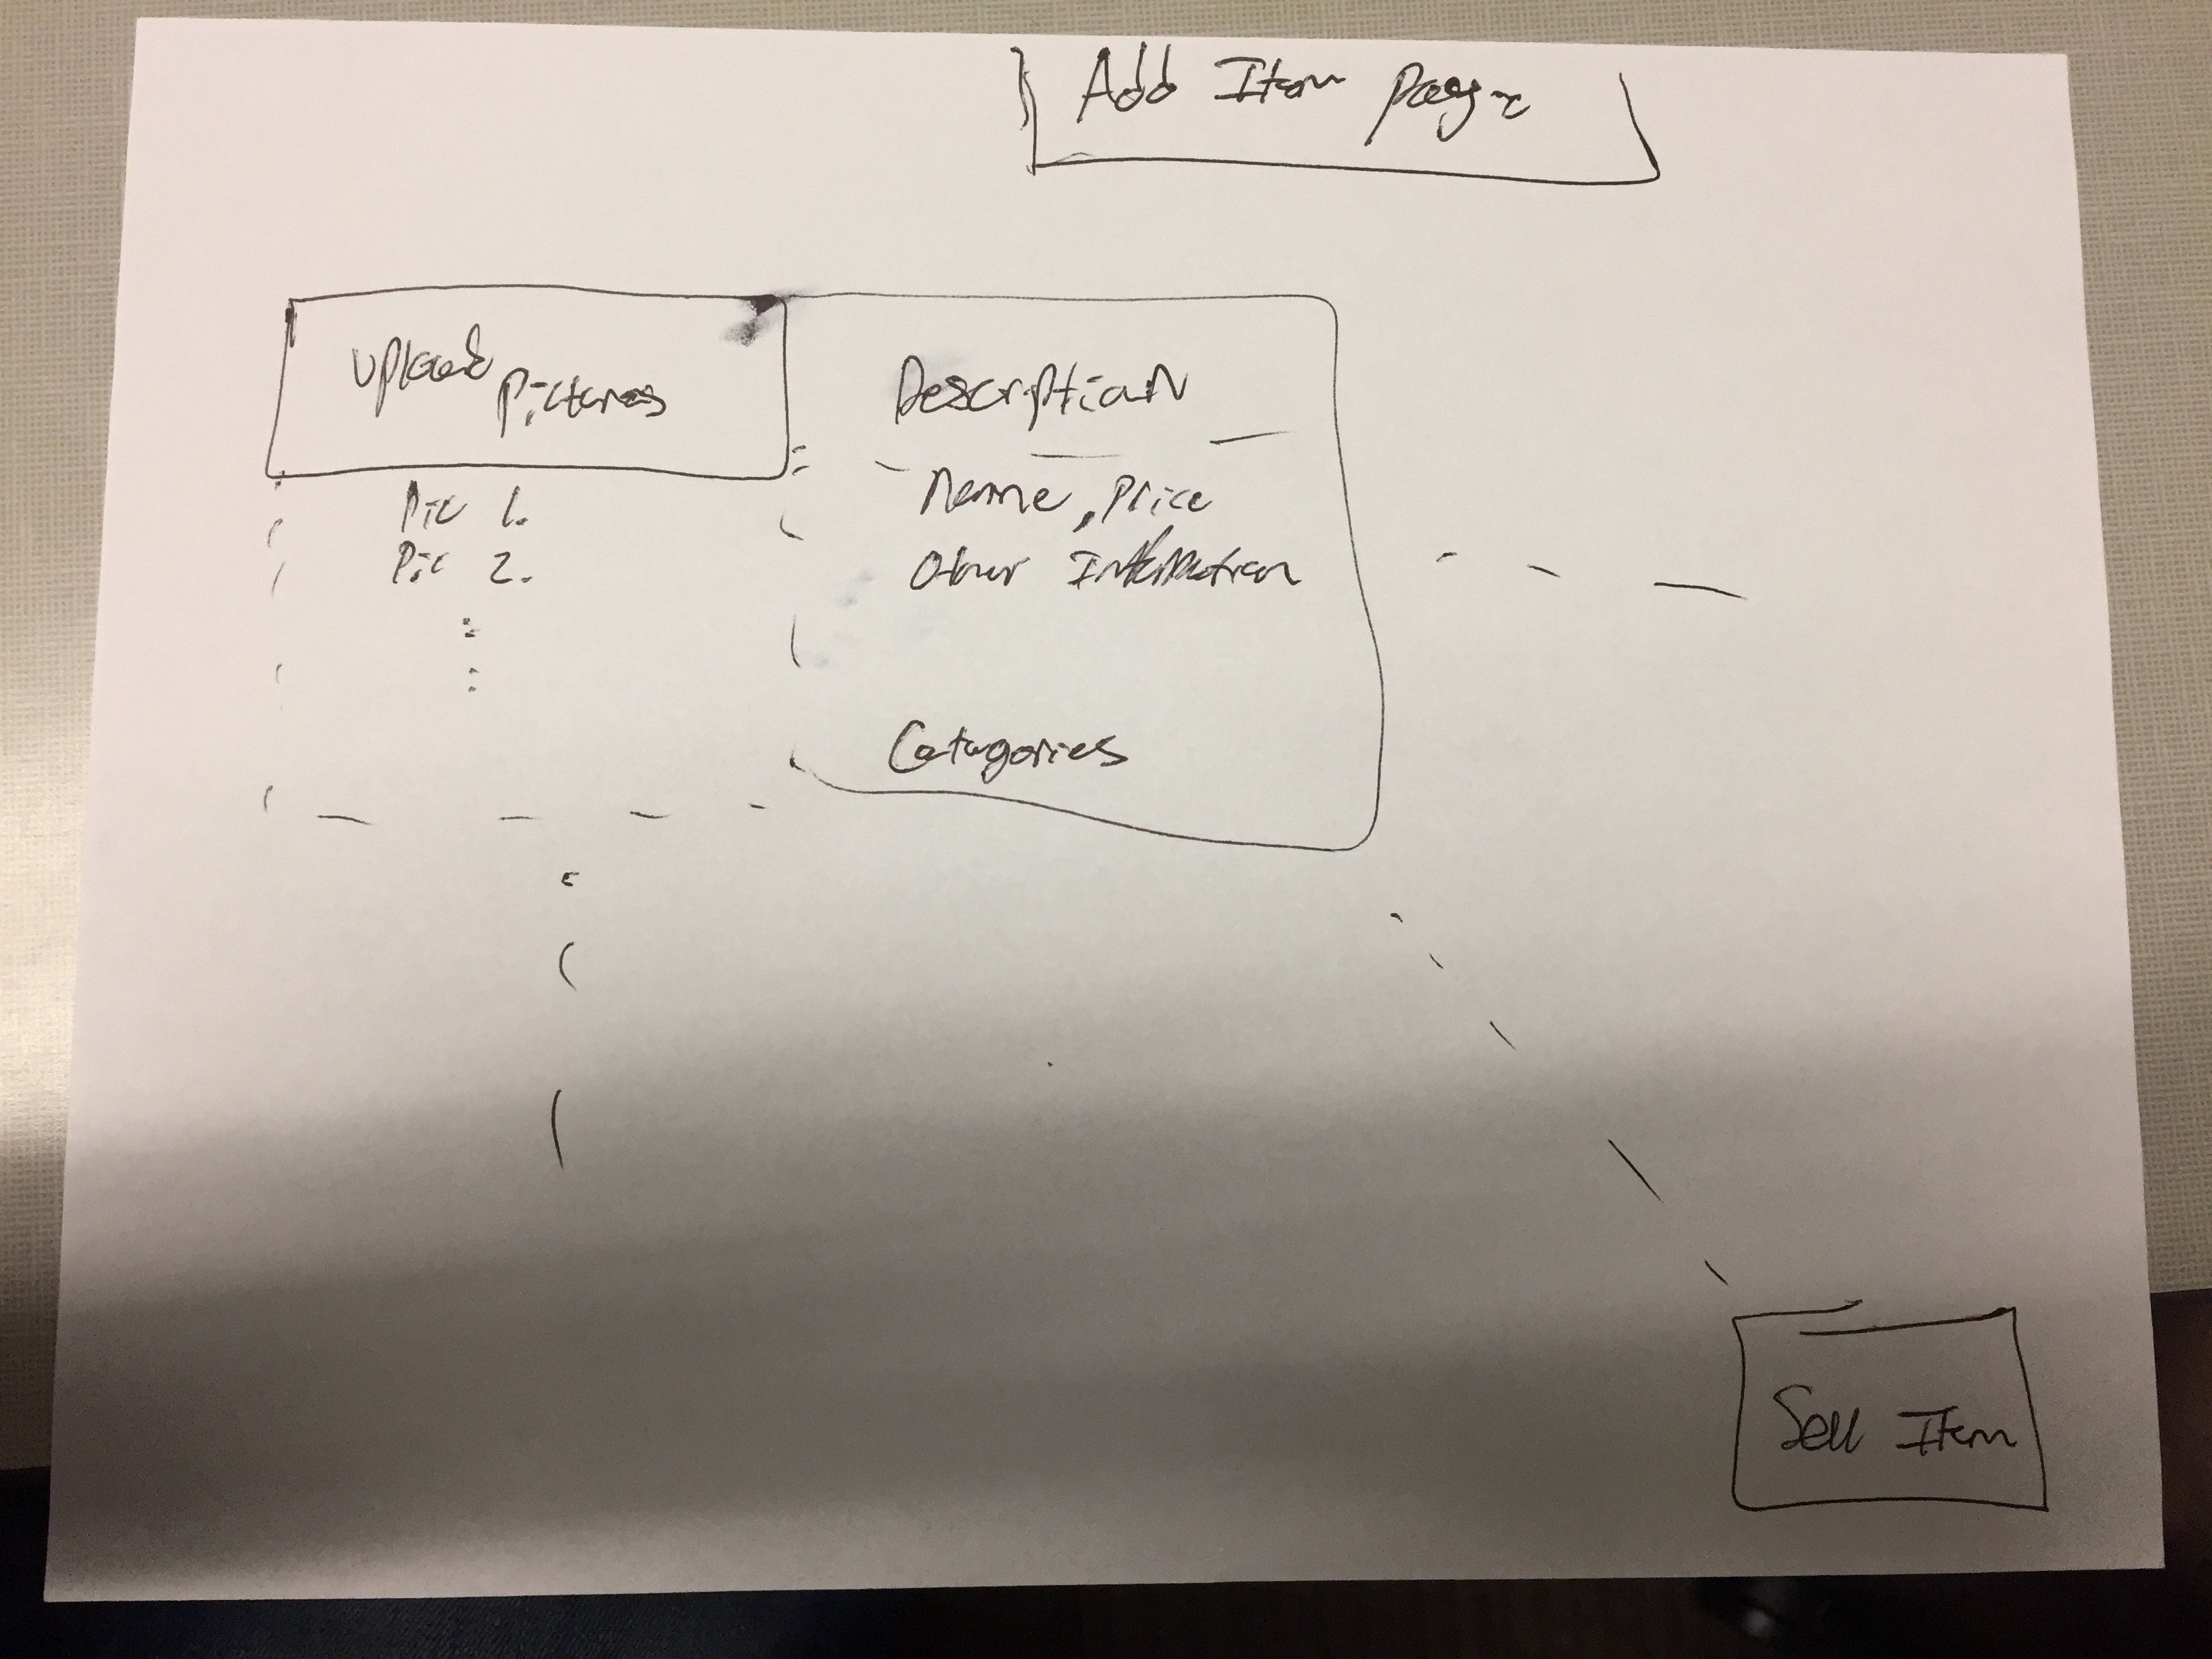 Add Item Page
Upload Pictures
Pic 1.
Pic 2.
Description
- Name, Price
Other Information
Categories
Sell Item